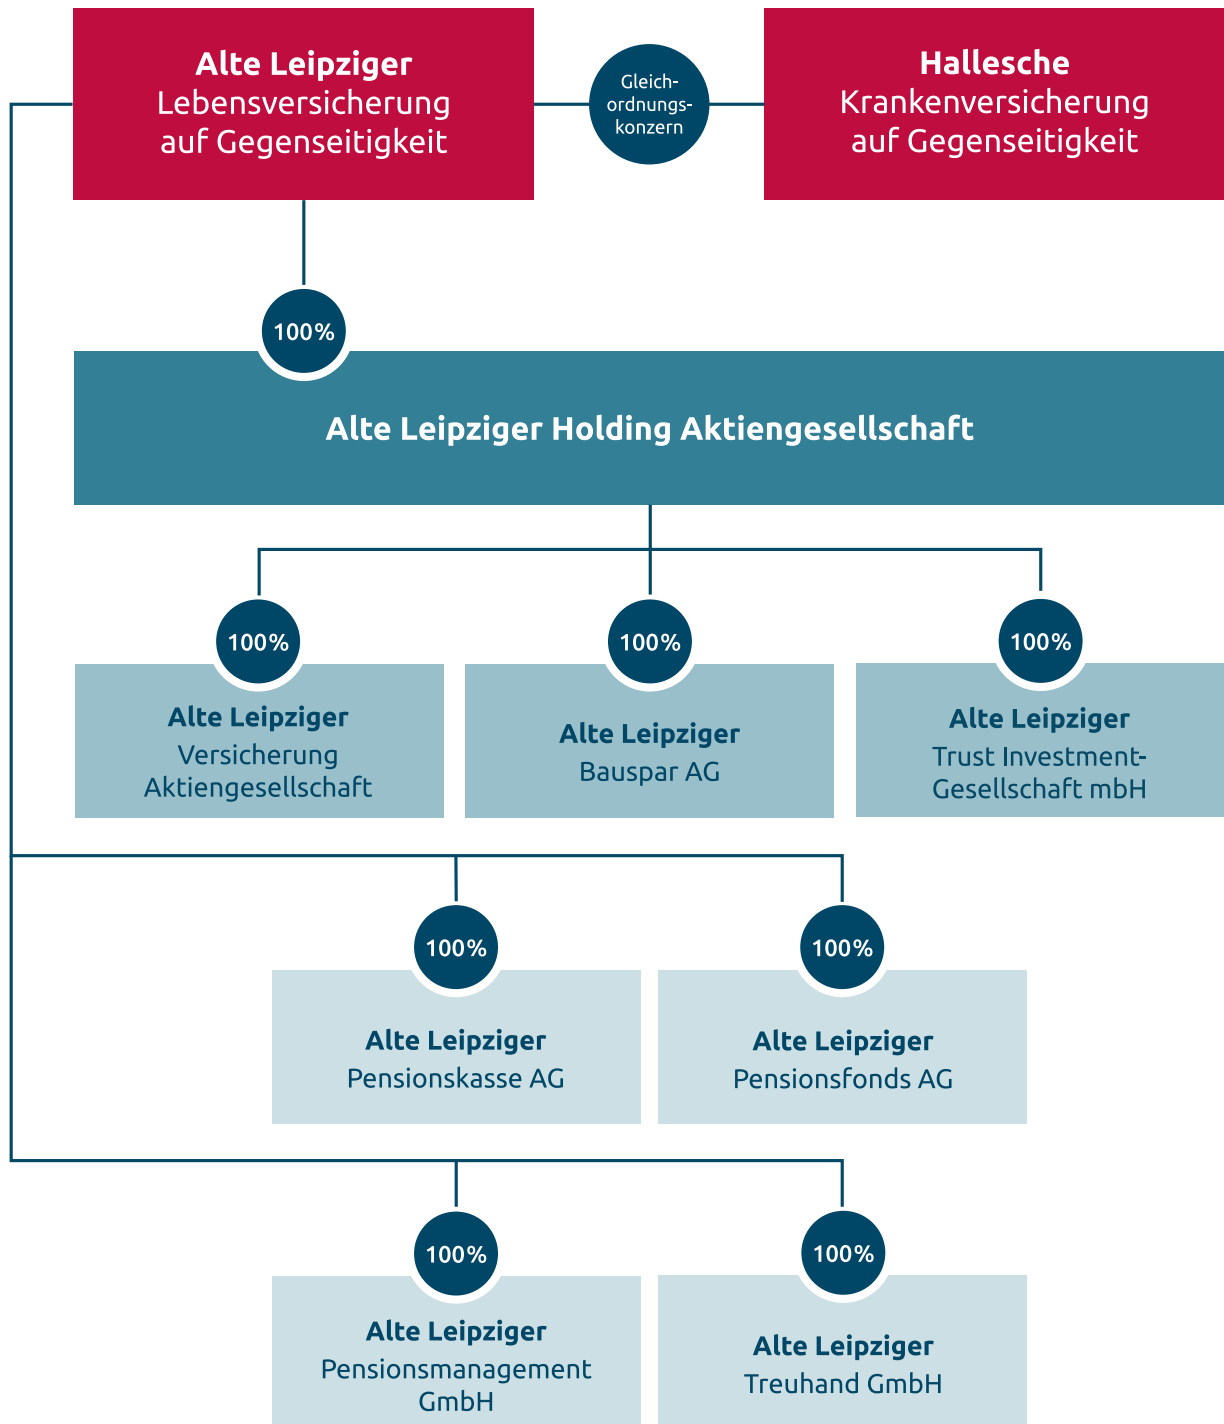 Alte Leipziger
Lebensversicherung
auf Gegenseitigkeit
Gleich-
ordnungs-
konzern
Hallesche
Krankenversicherung
auf Gegenseitigkeit
100%
Alte Leipziger Holding Aktiengesellschaft
100%
Alte Leipziger
Versicherung
Aktiengesellschaft
100%
Alte Leipziger
Bauspar AG
100%
Alte Leipziger
Trust Investment-
Gesellschaft mbH
100%
Alte Leipziger
Pensionskasse AG
100%
Alte Leipziger
Pensionsfonds AG
100%
Alte Leipziger
Pensionsmanagement
GmbH
100%
Alte Leipziger
Treuhand GmbH